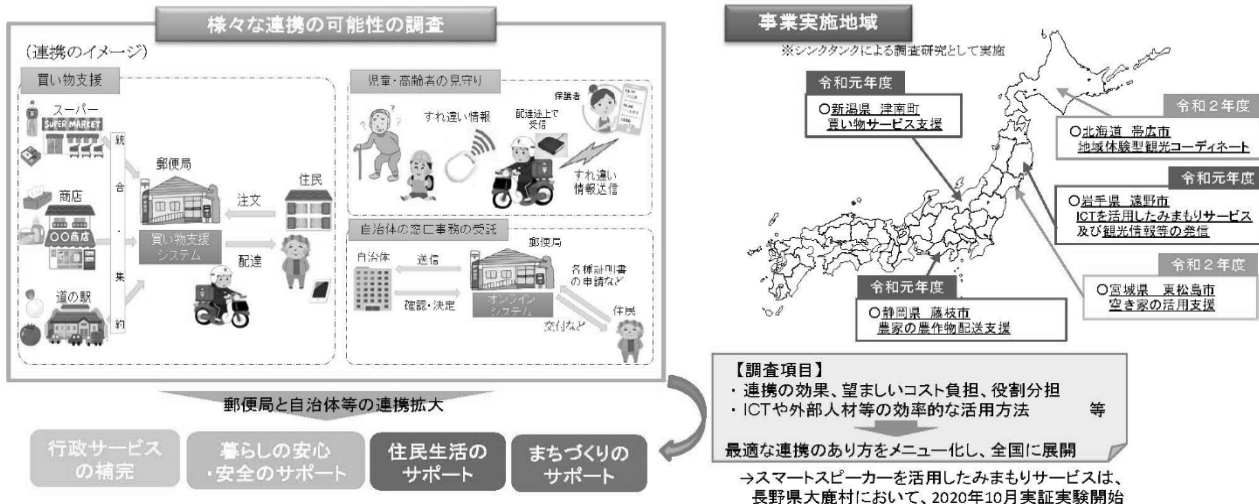 様々な連携の可能性の調査
(連携のイメージ)
買い物支援
スーパー
SUPER MARKET
商店
〇〇商店
道の駅
統合・集約
郵便局
買い物支援
システム
注文
配達
住民
児童・高齢者の見守り
すれ違い情報
配達途上で
受信
保護者
すれ違い
情報送信
自治体の窓口事務の受託
自治体
送信
確認・決定
郵便局
オンライン
システム
各種証明書
の申請など
交付など
住民
郵便局と自治体等の連携拡大
行政サービス
の補完
暮らしの安心
・安全のサポート
住民生活の
サポート
まちづくりの
サポート
事業実施地域
※シンクタンクによる調査研究として実施
令和元年度
○新潟県 津南町
買い物サービス支援
令和2年度
○北海道 帯広市
地域体験型観光コーディネート
令和元年度
○岩手県 遠野市
ICTを活用したみまもりサービス
及び観光情報等の発信
令和2年度
○宮城県 東松島市
空き家の活用支援
令和元年度
○静岡県 藤枝市
農家の農作物配送支援
【調査項目】
・連携の効果、望ましいコスト負担、役割分担
・ICTや外部人材等の効率的な活用方法 等
最適な連携のあり方をメニュー化し、全国に展開
→スマートスピーカーを活用したみまもりサービスは、
長野県大鹿村において、2020年10月実証実験開始